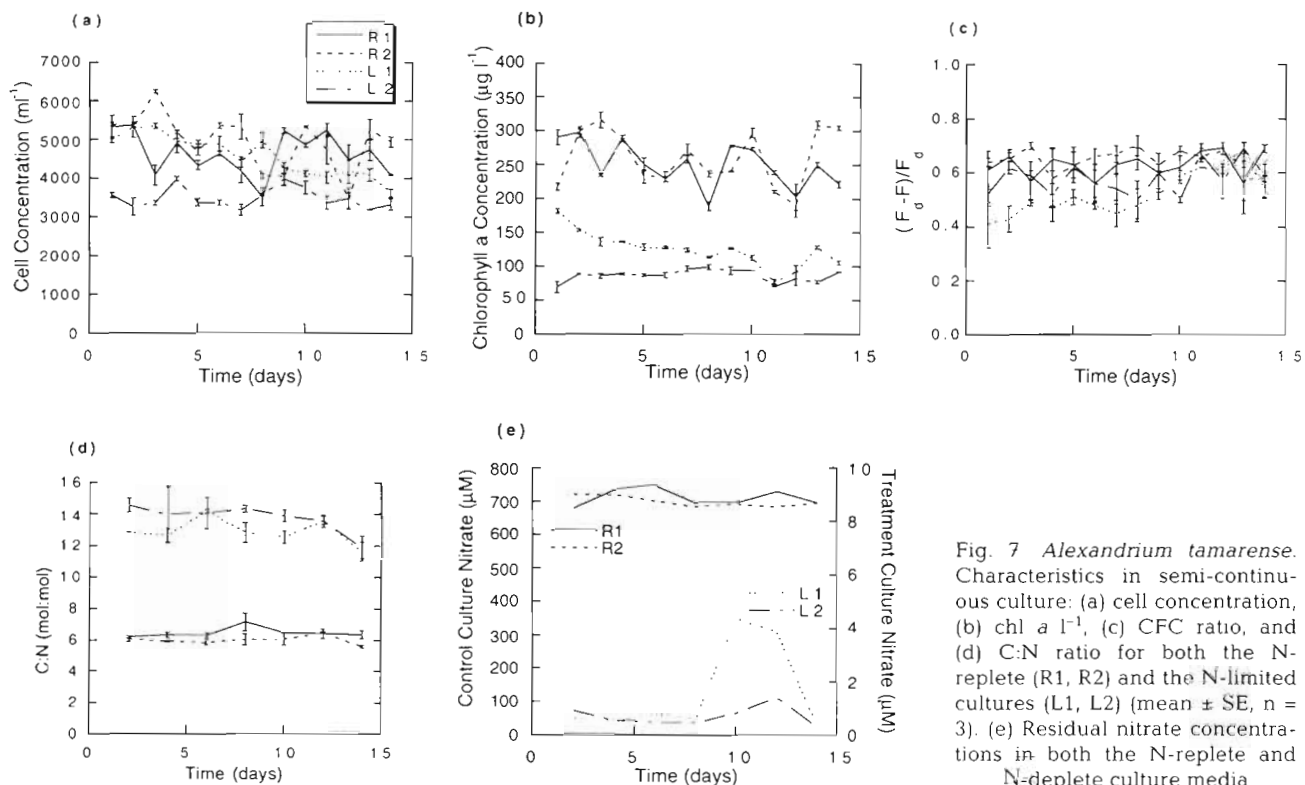 (a)
R 1
R 2
L 1
L 2
Cell Concentration (ml⁻¹)
7000
6000
5000
4000
3000
2000
1000
0
0 5 1 0 1 5
Time (days)
(b)
Chlorophyll a Concentration (µg l⁻¹)
400
350
300
250
200
150
100
50
0
0 5 1 0 1 5
Time (days)
(c)
(F_d-F)/F_d
1.0
0 8
0.6
0.4
0 2
0.0
0 5 1 0 1 5
Time (days)
(d)
C:N (mol:mol)
1 6
1 4
1 2
1 0
8
6
4
2
0
0 5 1 0 1 5
Time (days)
(e)
Control Culture Nitrate (µM)
800
700
600
500
400
300
200
100
0
R1
R2
L 1
L 2
1 0
8
6
4
2
0
Treatment Culture Nitrate (µM)
0 5 1 0 1 5
Time (days)
Fig. 7 Alexandrium tamarense.
Characteristics in semi-continu-
ous culture: (a) cell concentration,
(b) chl a l⁻¹, (c) CFC ratio, and
(d) C:N ratio for both the N-
replete (R1, R2) and the N-limited
cultures (L1, L2) (mean ± SE, n =
3). (e) Residual nitrate concentra-
tions in both the N-replete and
N-deplete culture media